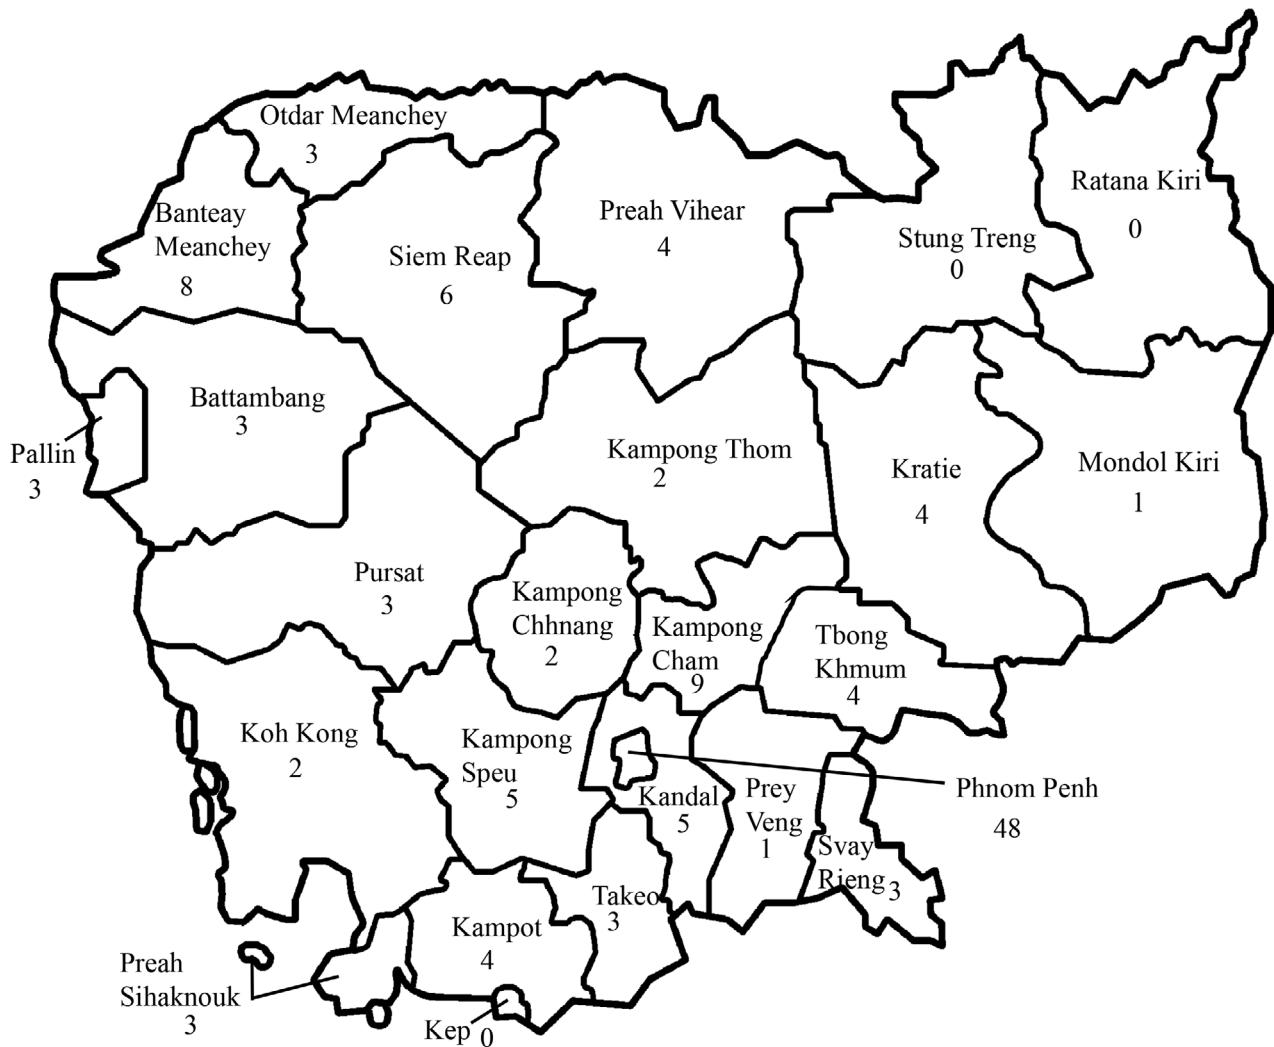 Otdar Meanchey
3
Banteay
Meanchey
8
Siem Reap
6
Preah Vihear
4
Stung Treng
0
Ratana Kiri
0
Battambang
3
Pallin
3
Kampong Thom
2
Kratie
4
Mondol Kiri
1
Pursat
3
Kampong
Chhnang
2
Kampong
Cham
9
Tbong
Khmum
4
Koh Kong
2
Kampong
Speu
5
Kandal
5
Prey
Veng
1
Phnom Penh
48
Svay
Rieng 3
Takeo
3
Kampot
4
Preah
Sihaknouk
3
Kep 0